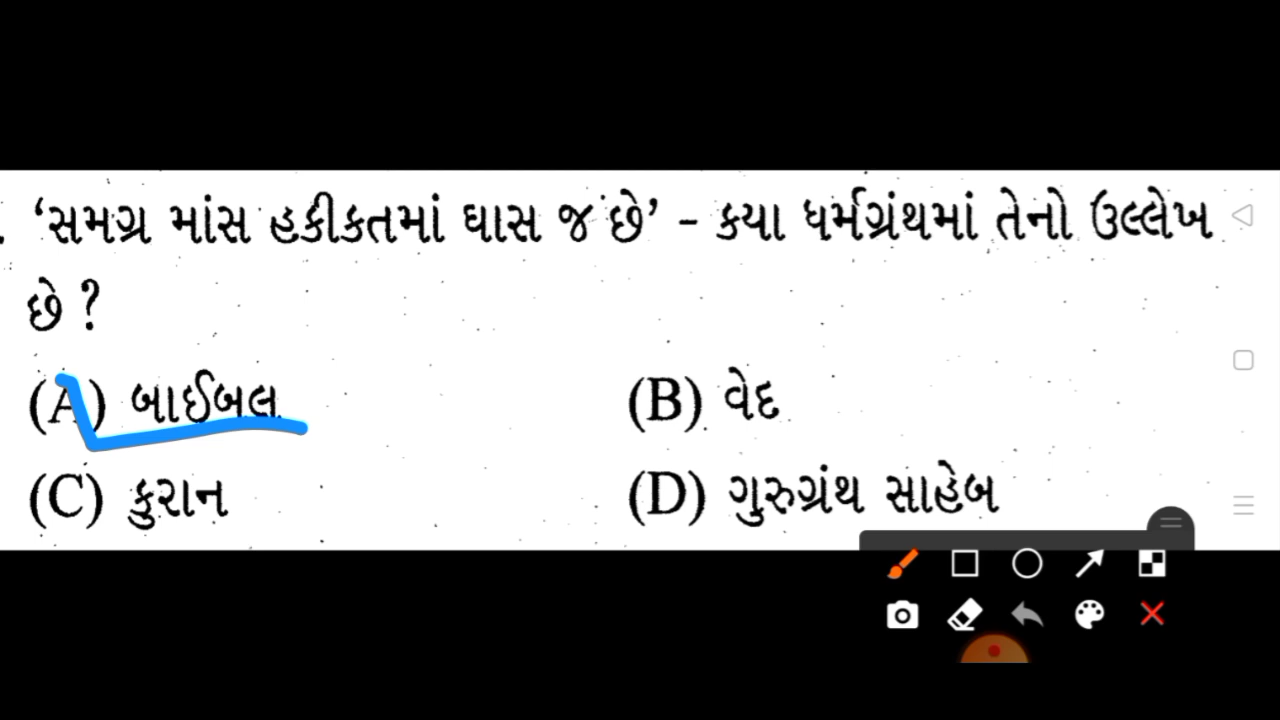 . ‘સમગ્ર માંસ હકીકતમાં ઘાસ જ છે’ - કયા ધર્મગ્રંથમાં તેનો ઉલ્લેખ
છે ?
(A) બાઈબલ (B) વેદ
(C) કુરાન (D) ગુરુગ્રંથ સાહેબ